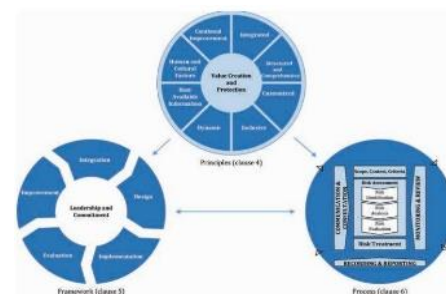 Continual
Improvement
Integrated
Human and
Cultural
Factors
Structured and
Comprehensive
Value Creation
and
Protection
Best
Available
Information
Customized
Dynamic
Inclusive
Principles (clause 4)
Integration
Improvement
Design
Leadership and
Commitment
Evaluation
Implementation
Framework (clause 5)
Scope, Context, Criteria
Risk Assessment
Risk
Identification
Risk
Analysis
Risk
Evaluation
Risk Treatment
COMMUNICATION &
CONSULTATION
MONITORING & REVIEW
RECORDING & REPORTING
Process (clause 6)